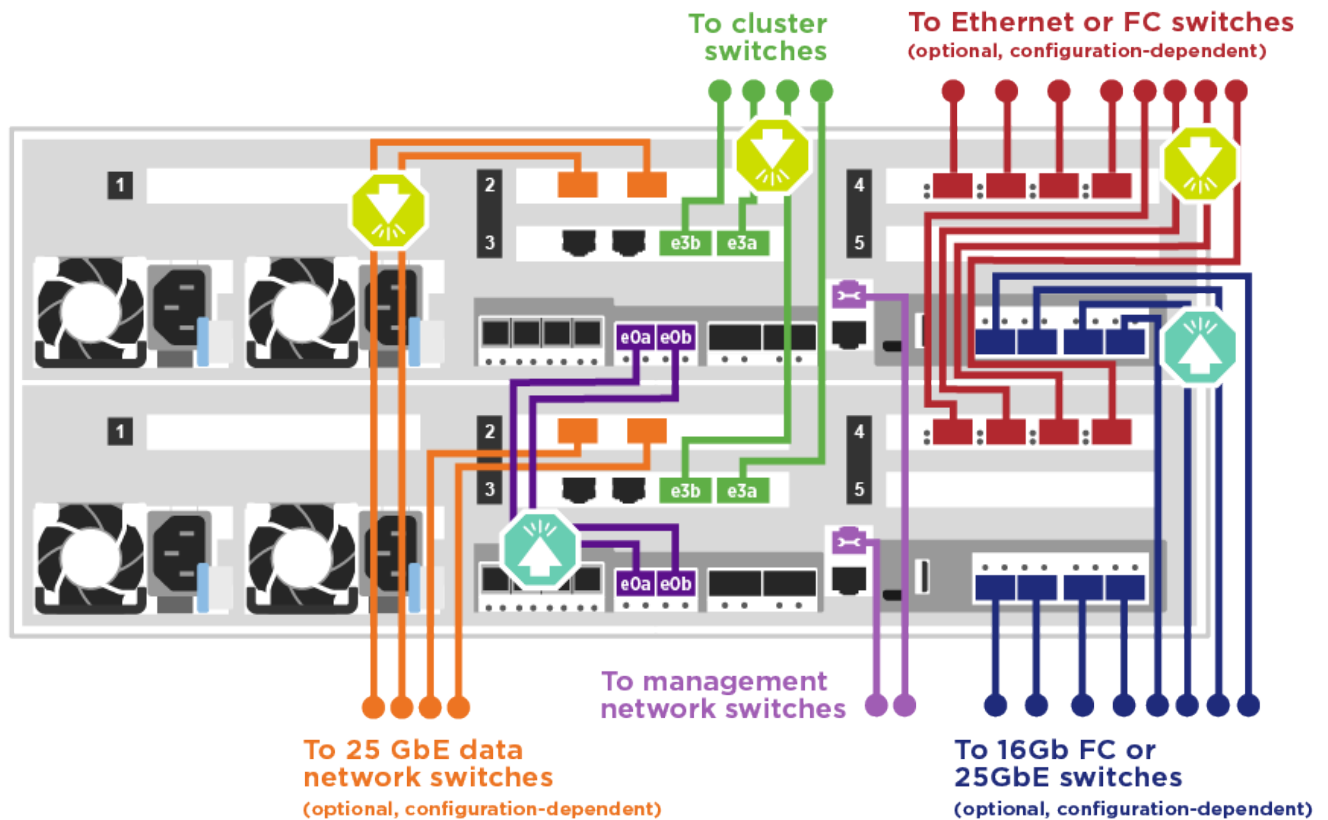 To cluster
switches
To Ethernet or FC switches
(optional, configuration-dependent)
1
2
4
3
e3b
e3a
5
e0a
e0b
1
2
4
3
e3b
e3a
5
e0a
e0b
To management
network switches
To 25 GbE data
network switches
(optional, configuration-dependent)
To 16Gb FC or
25GbE switches
(optional, configuration-dependent)